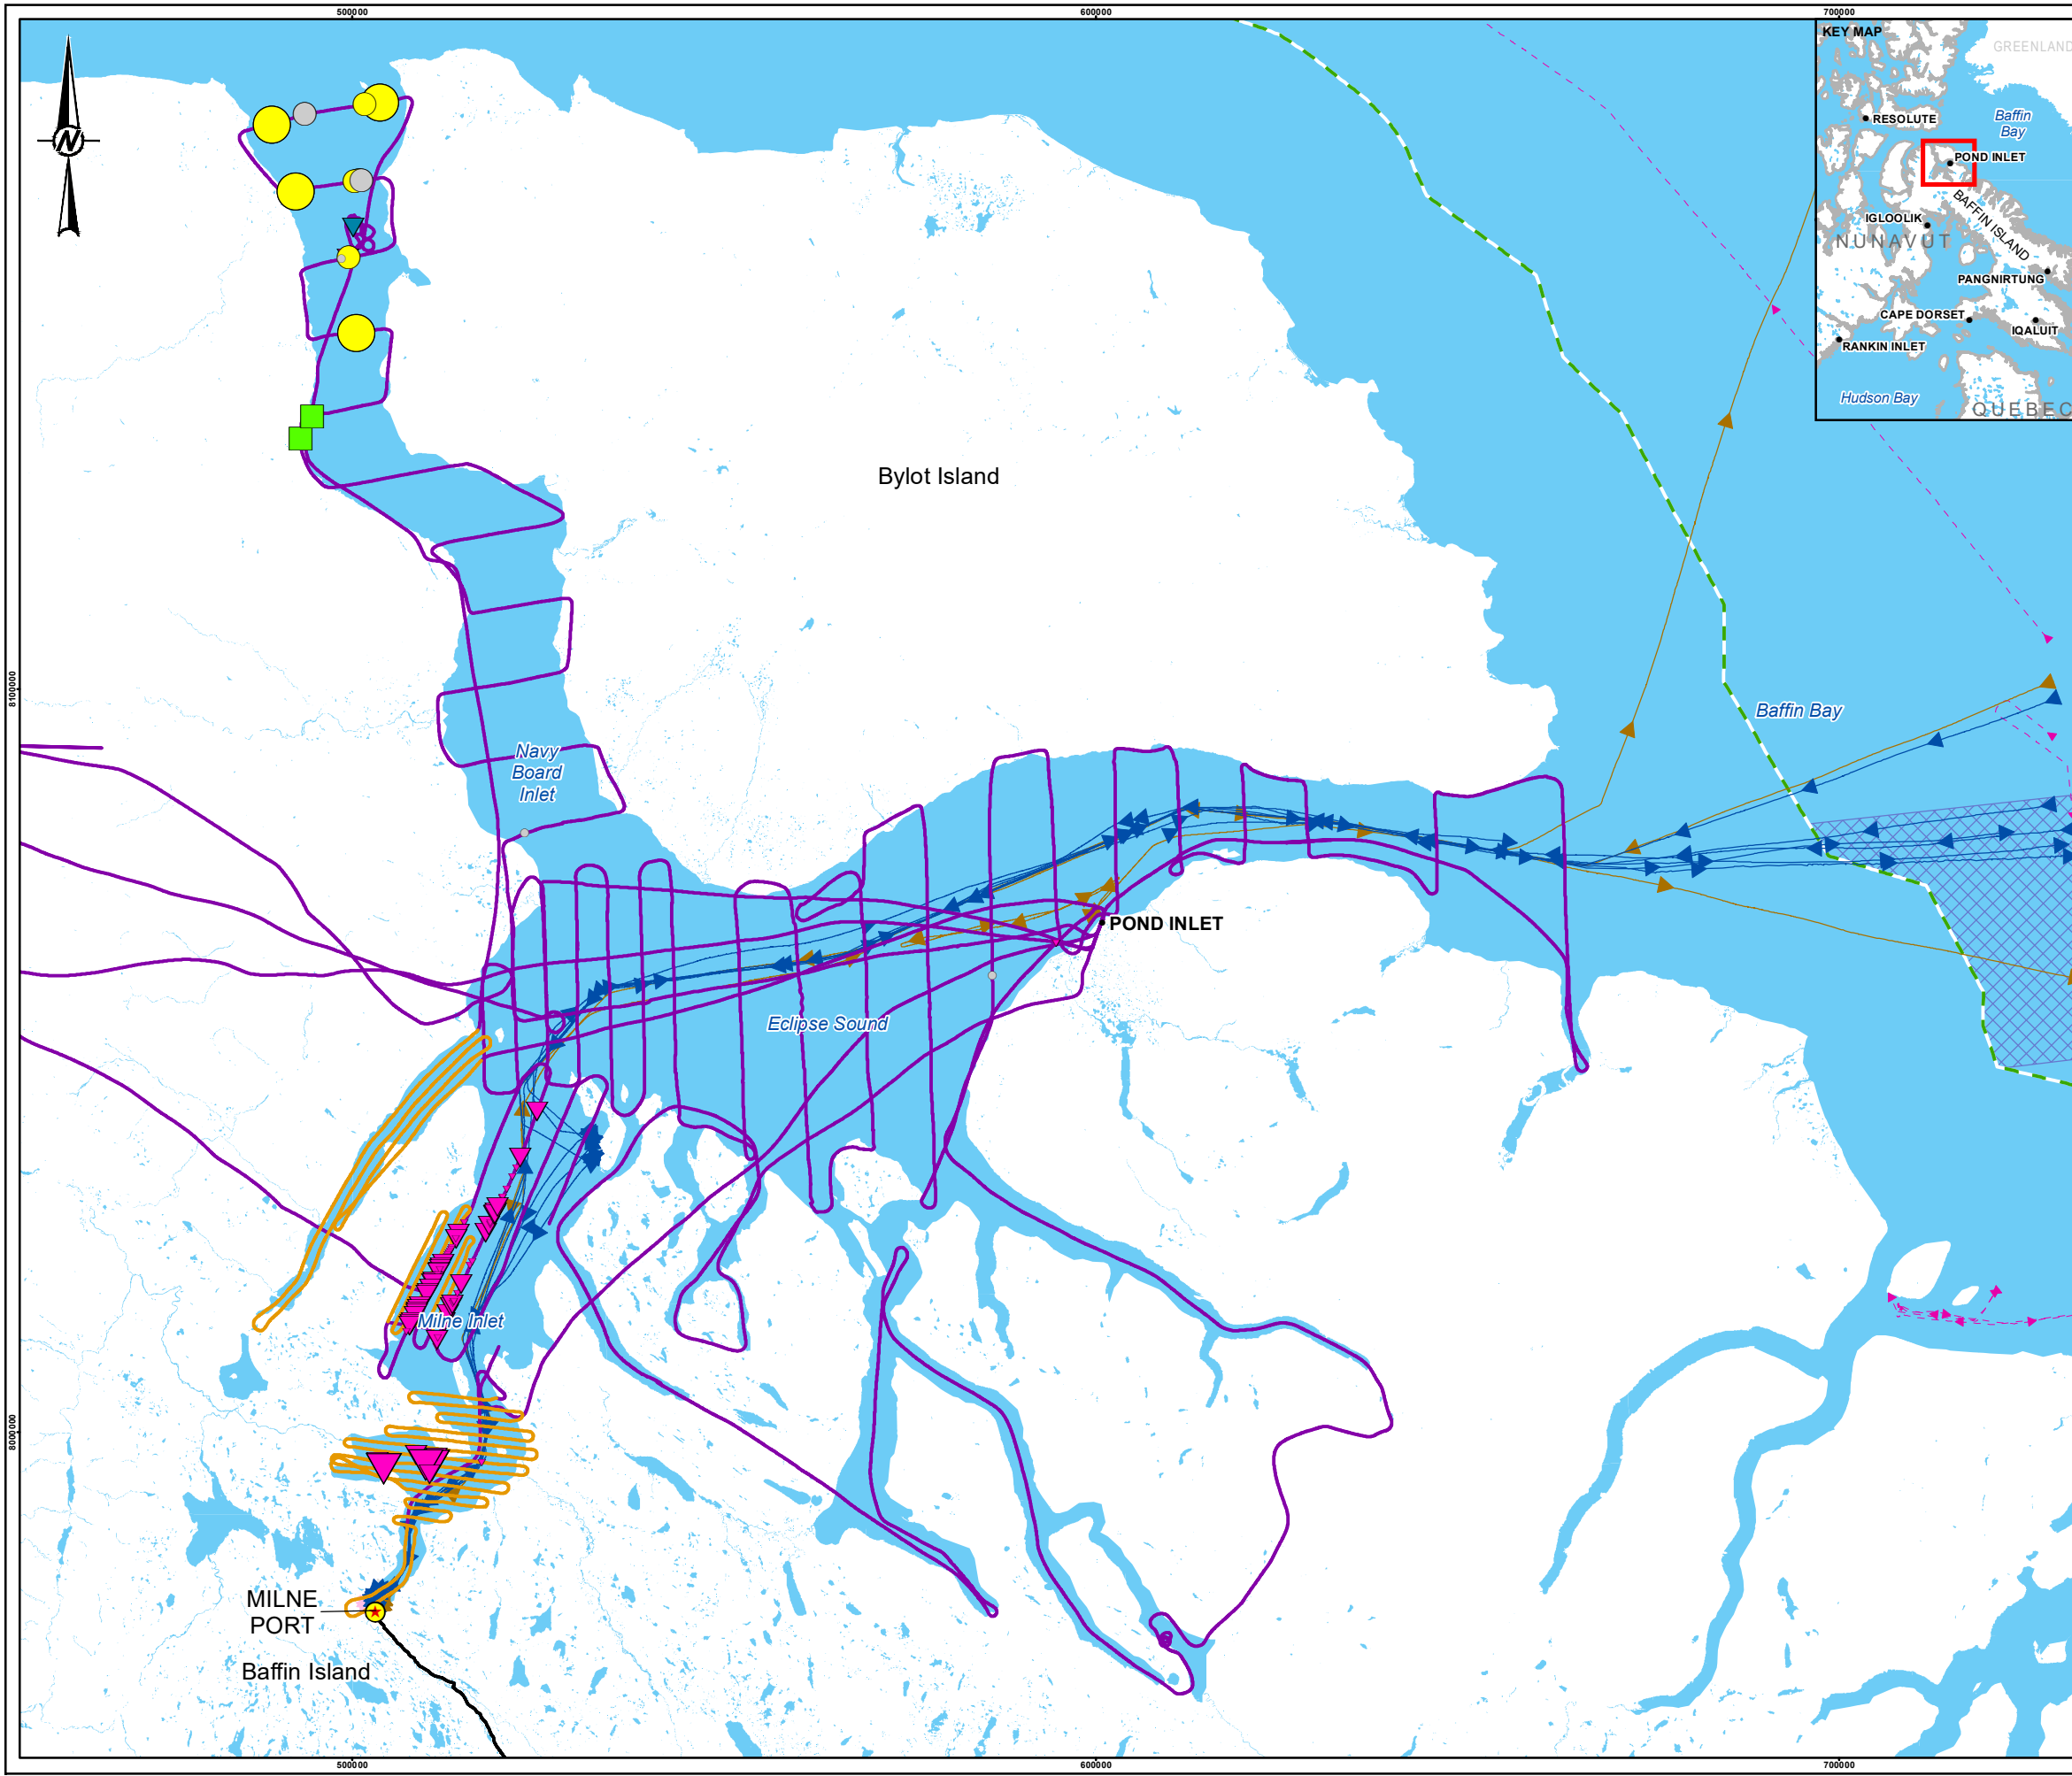 500000
600000
700000
KEY MAP
GREENLAND
Baffin
Bay
RESOLUTE
POND INLET
BAFFIN ISLAND
IGLOOLIK
NUNAVUT
PANGNIRTUNG
CAPE DORSET
IQALUIT
RANKIN INLET
Hudson Bay
QUEBEC
N
Bylot Island
8100000
Baffin Bay
Navy
Board
Inlet
POND INLET
Eclipse Sound
Milne Inlet
8000000
MILNE
PORT
Baffin Island
500000
600000
700000